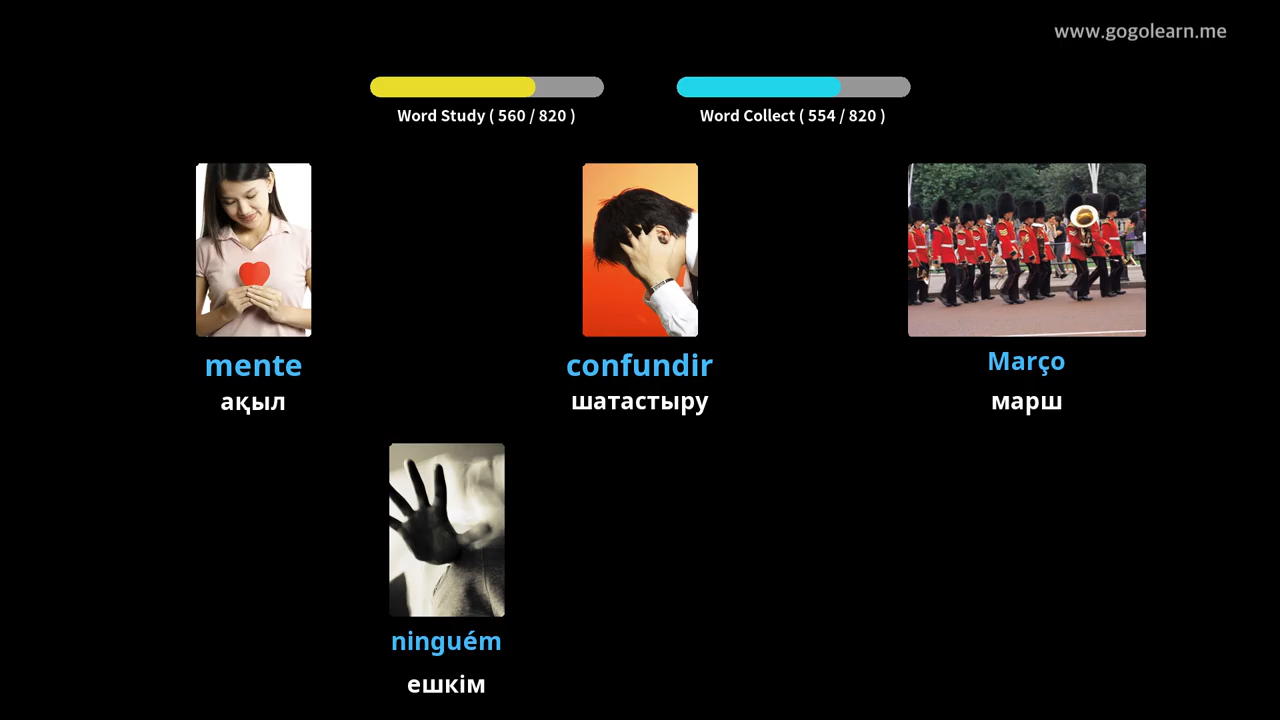 www.gogolearn.me
Word Study ( 560 / 820 )
Word Collect ( 554 / 820 )
mente
ақыл
confundir
шатастыру
Março
марш
ninguém
ешкім